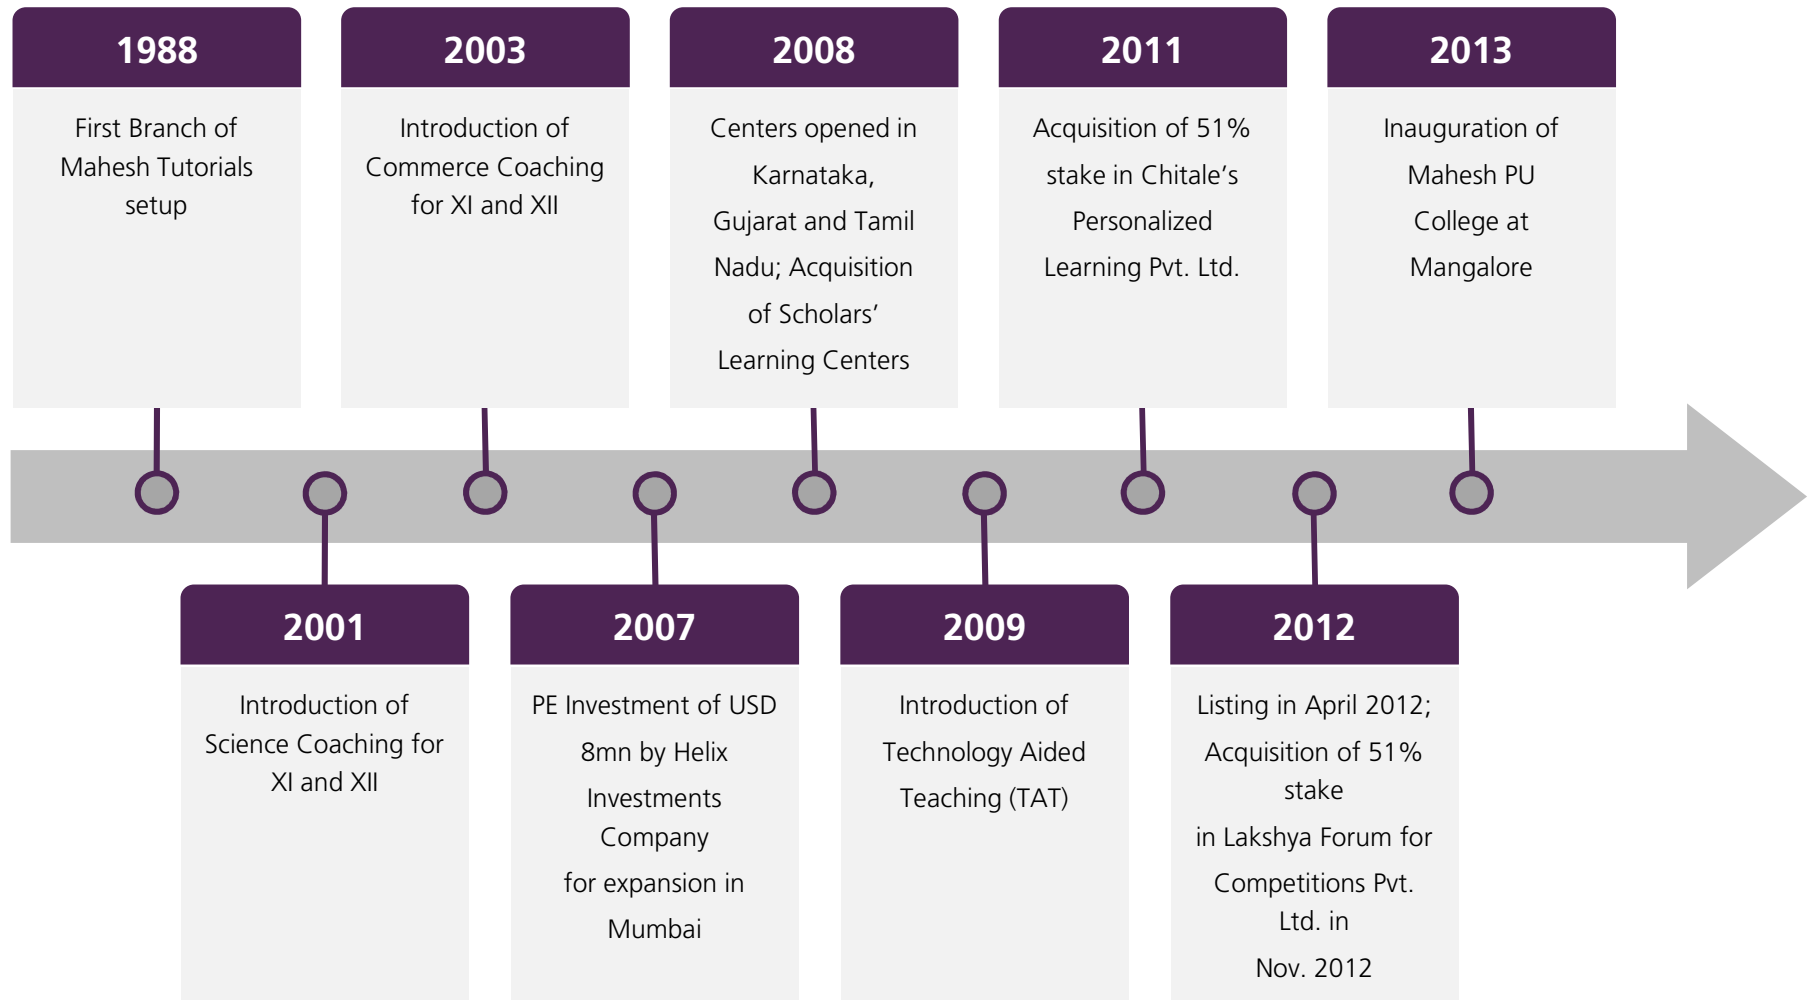 1988
First Branch of
Mahesh Tutorials
setup
2003
Introduction of
Commerce Coaching
for XI and XII
2008
Centers opened in
Karnataka,
Gujarat and Tamil
Nadu; Acquisition
of Scholars’
Learning Centers
2011
Acquisition of 51%
stake in Chitale’s
Personalized
Learning Pvt. Ltd.
2013
Inauguration of
Mahesh PU
College at
Mangalore
2001
Introduction of
Science Coaching for
XI and XII
2007
PE Investment of USD
8mn by Helix
Investments
Company
for expansion in
Mumbai
2009
Introduction of
Technology Aided
Teaching (TAT)
2012
Listing in April 2012;
Acquisition of 51%
stake
in Lakshya Forum for
Competitions Pvt.
Ltd. in
Nov. 2012